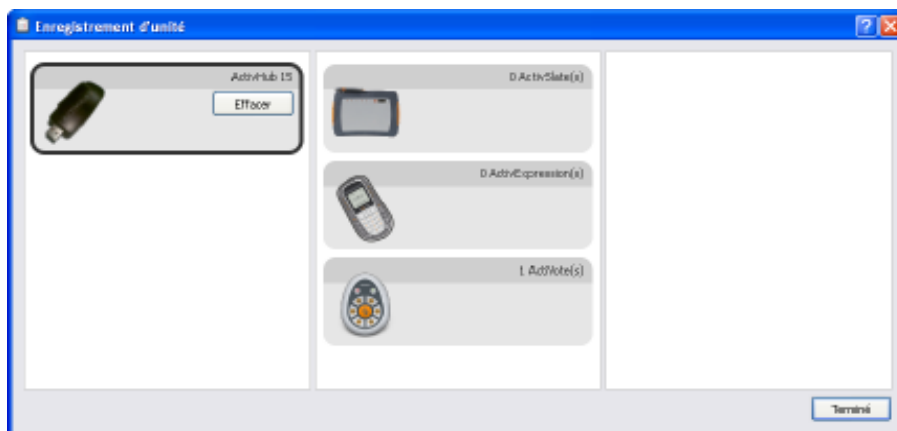 Enregistrement d'unité
ActivHub 15
Effacer
0 ActivSlate(s)
0 ActivExpression(s)
1 ActiVote(s)
Terminé